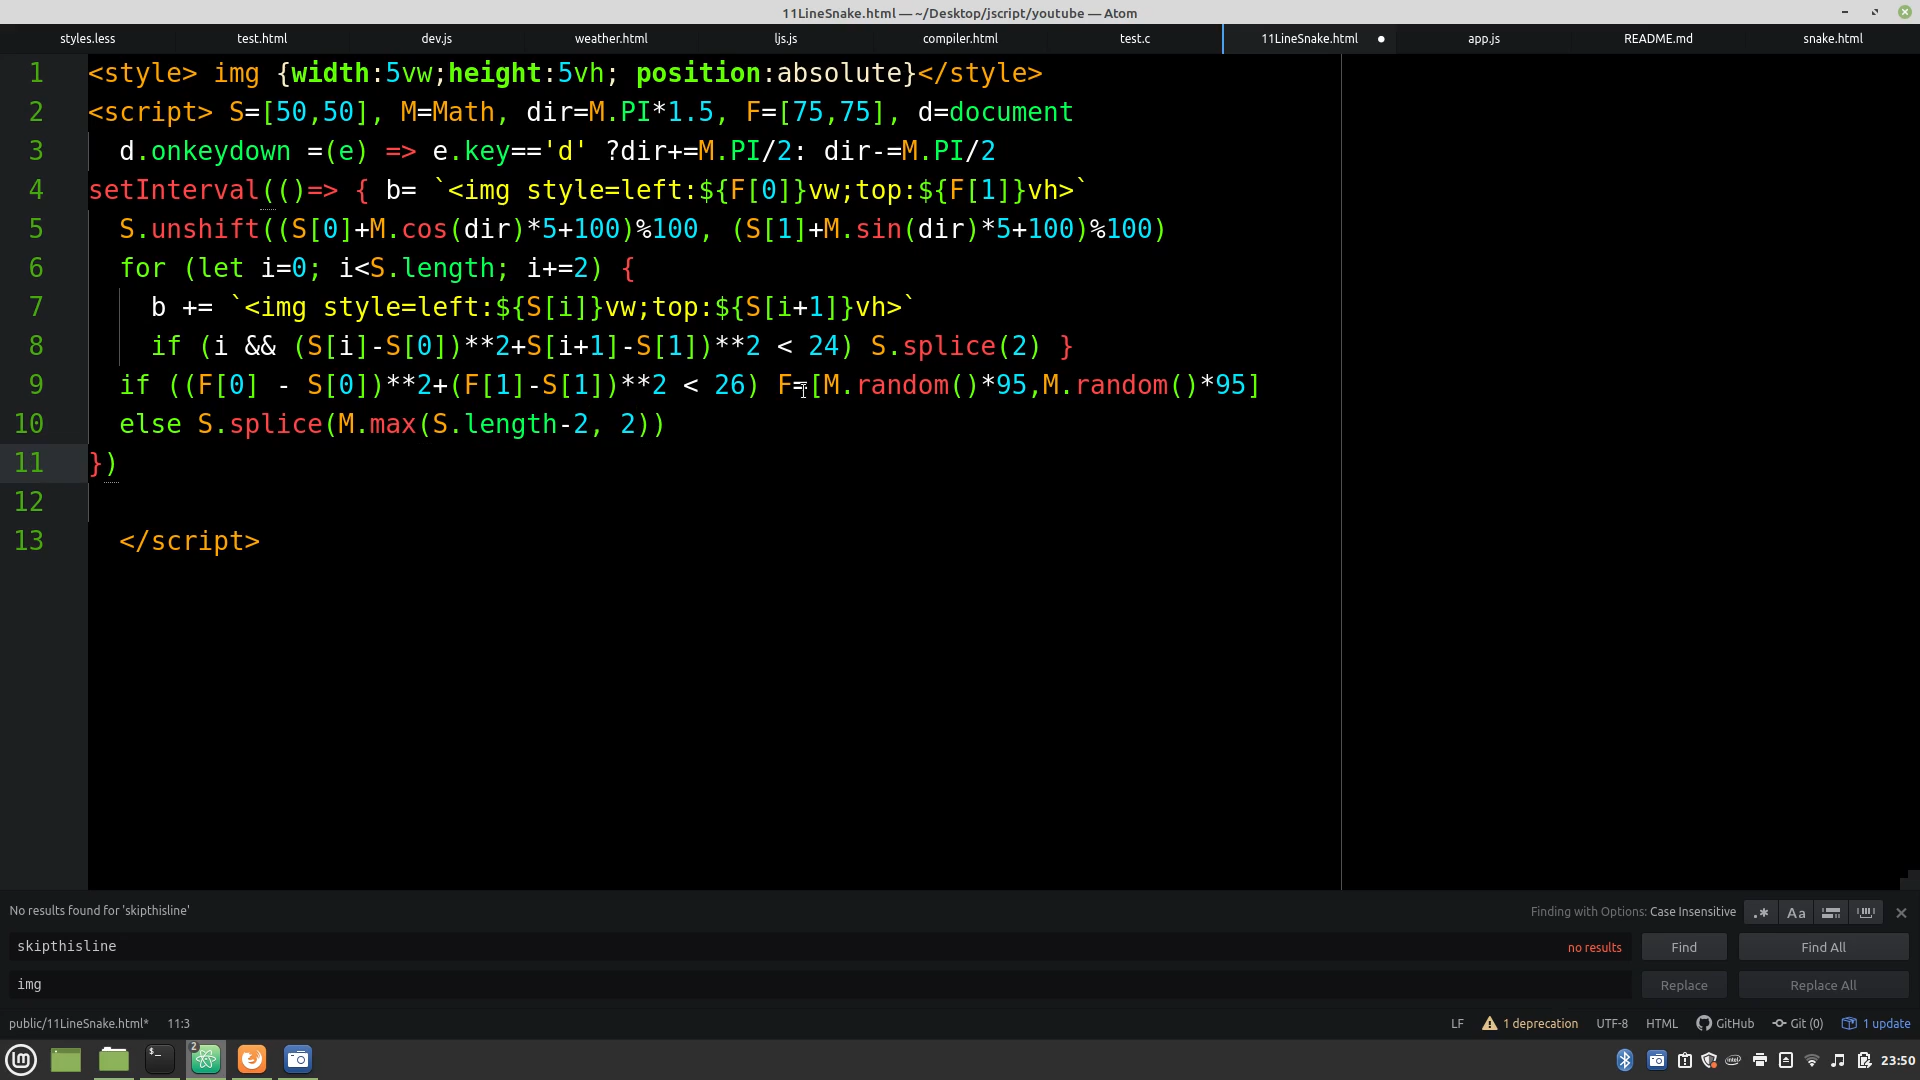 11LineSnake.html — ~/Desktop/jscript/youtube — Atom
styles.less test.html dev.js weather.html ljs.js compiler.html test.c 11LineSnake.html app.js README.md snake.html
1 <style> img {width:5vw;height:5vh; position:absolute}</style>
2 <script> S=[50,50], M=Math, dir=M.PI*1.5, F=[75,75], d=document
3 d.onkeydown =(e) => e.key=='d' ?dir+=M.PI/2: dir-=M.PI/2
4 setInterval(()=> { b= `<img style=left:${F[0]}vw;top:${F[1]}vh>`
5 S.unshift((S[0]+M.cos(dir)*5+100)%100, (S[1]+M.sin(dir)*5+100)%100)
6 for (let i=0; i<S.length; i+=2) {
7 b += `<img style=left:${S[i]}vw;top:${S[i+1]}vh>`
8 if (i && (S[i]-S[0])**2+S[i+1]-S[1])**2 < 24) S.splice(2) }
9 if ((F[0] - S[0])**2+(F[1]-S[1])**2 < 26) F=[M.random()*95,M.random()*95]
10 else S.splice(M.max(S.length-2, 2))
11 })
12
13 </script>
No results found for 'skipthisline' Finding with Options: Case Insensitive .* Aa
skipthisline no results Find Find All
img Replace Replace All
public/11LineSnake.html* 11:3 LF 1 deprecation UTF-8 HTML GitHub Git (0) 1 update
lm $_ 2 intel 23:50